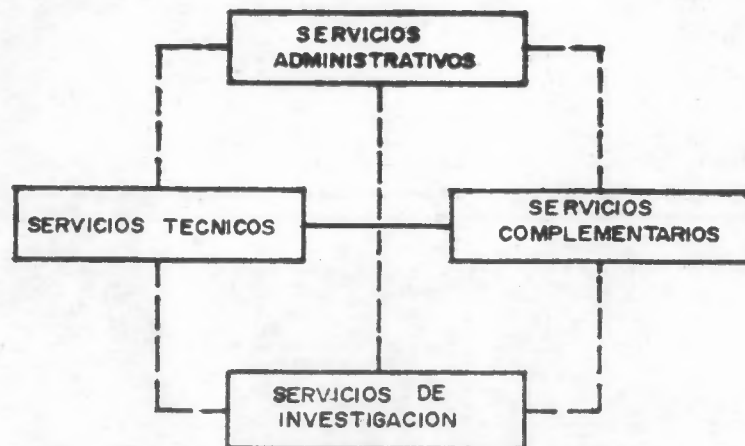 SERVICIOS
ADMINISTRATIVOS
SERVICIOS TECNICOS
SERVICIOS
COMPLEMENTARIOS
SERVICIOS DE
INVESTIGACION